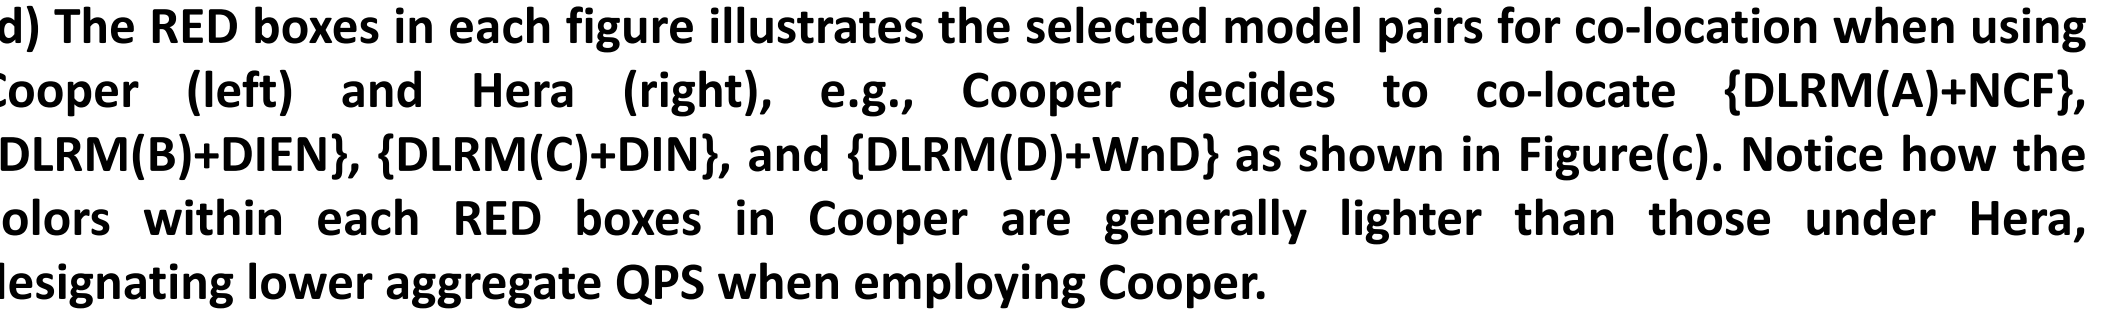 d) The RED boxes in each figure illustrates the selected model pairs for co-location when using
Cooper (left) and Hera (right), e.g., Cooper decides to co-locate {DLRM(A)+NCF},
DLRM(B)+DIEN}, {DLRM(C)+DIN}, and {DLRM(D)+WnD} as shown in Figure(c). Notice how the
olors within each RED boxes in Cooper are generally lighter than those under Hera,
designating lower aggregate QPS when employing Cooper.